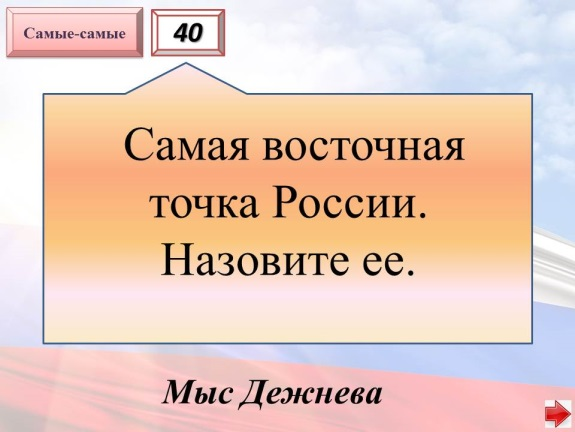 Самые-самые
40
Самая восточная
точка России.
Назовите ее.
Мыс Дежнева